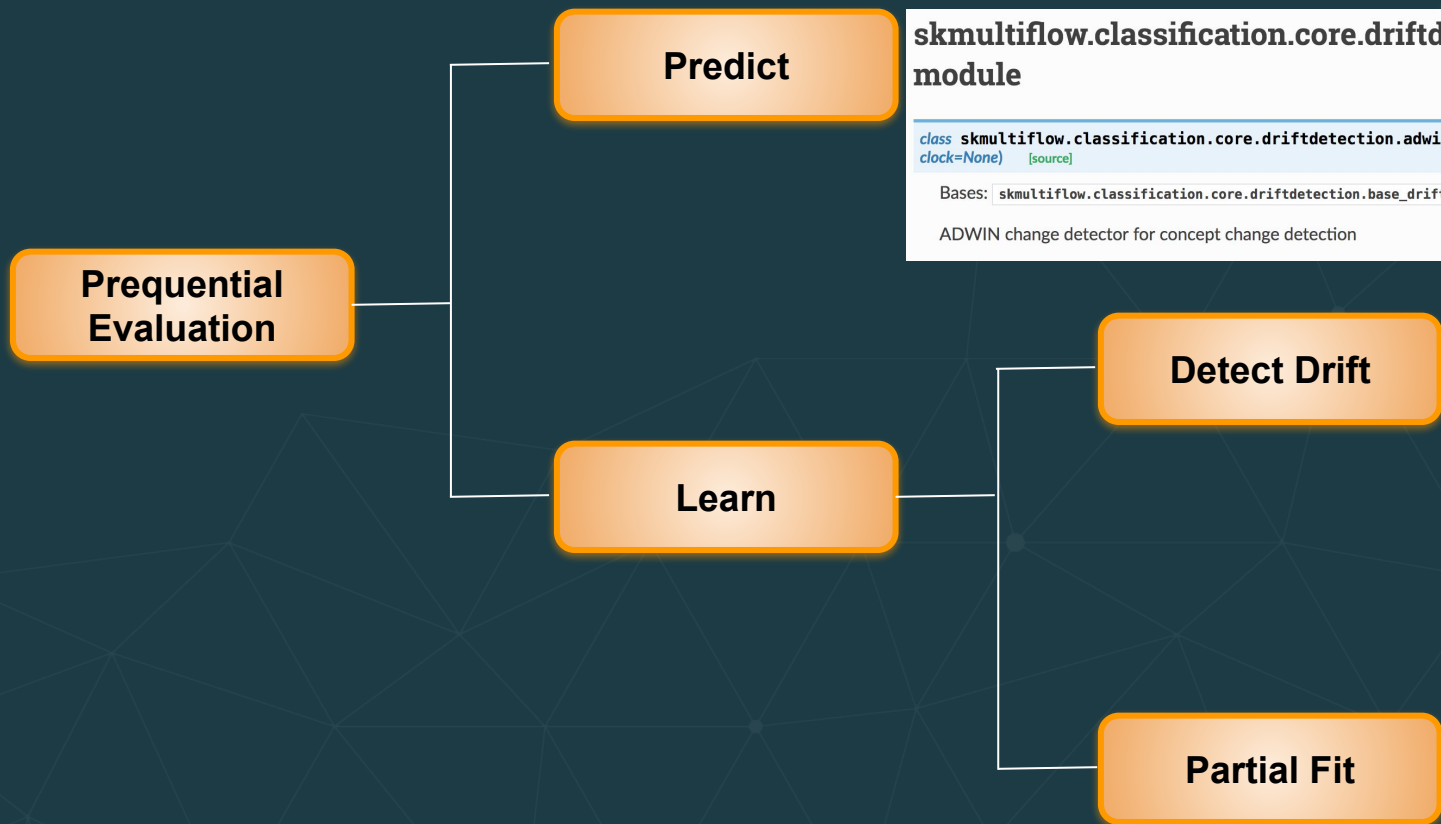 Predict
skmultiflow.classification.core.driftd
module
class skmultiflow.classification.core.driftdetection.adwi
clock=None) [source]
Bases: skmultiflow.classification.core.driftdetection.base_drift
ADWIN change detector for concept change detection
Prequential
Evaluation
Detect Drift
Learn
Partial Fit